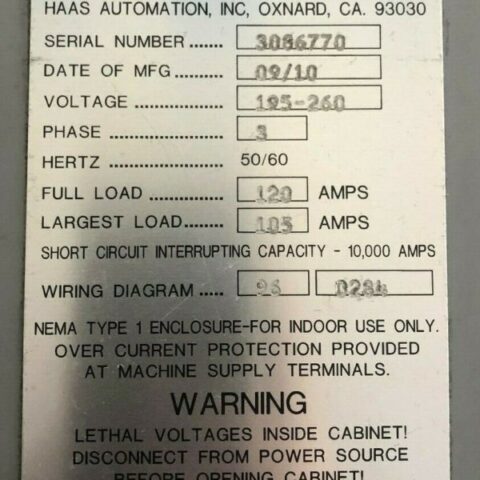 HAAS AUTOMATION, INC, OXNARD, CA. 93030
SERIAL NUMBER ....... 3086770
DATE OF MFG ....... 09/10
VOLTAGE .................. 195-260
PHASE ....................... 3
HERTZ ....................... 50/60
FULL LOAD ............... 120 AMPS
LARGEST LOAD...... 105 AMPS
SHORT CIRCUIT INTERRUPTING CAPACITY - 10,000 AMPS
WIRING DIAGRAM ..... 96
NEMA TYPE 1 ENCLOSURE-FOR INDOOR USE ONLY.
OVER CURRENT PROTECTION PROVIDED
AT MACHINE SUPPLY TERMINALS.
WARNING
LETHAL VOLTAGES INSIDE CABINET!
DISCONNECT FROM POWER SOURCE
BEFORE OPENING CABINET!